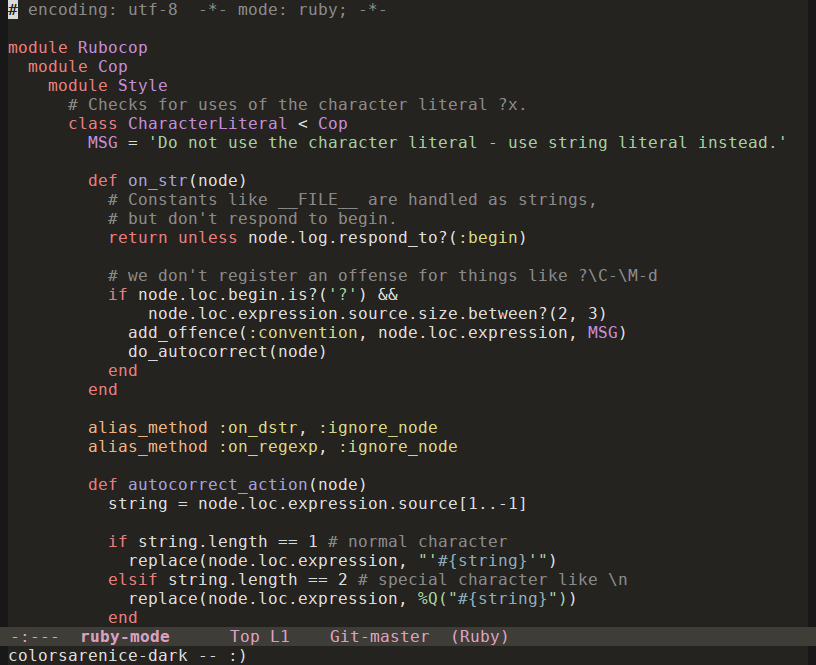 # encoding: utf-8  -*- mode: ruby; -*-

module Rubocop
  module Cop
    module Style
      # Checks for uses of the character literal ?x.
      class CharacterLiteral < Cop
        MSG = 'Do not use the character literal - use string literal instead.'

        def on_str(node)
          # Constants like __FILE__ are handled as strings,
          # but don't respond to begin.
          return unless node.log.respond_to?(:begin)

          # we don't register an offense for things like ?\C-\M-d
          if node.loc.begin.is?('?') &&
              node.loc.expression.source.size.between?(2, 3)
            add_offence(:convention, node.loc.expression, MSG)
            do_autocorrect(node)
          end
        end

        alias_method :on_dstr, :ignore_node
        alias_method :on_regexp, :ignore_node

        def autocorrect_action(node)
          string = node.loc.expression.source[1..-1]

          if string.length == 1 # normal character
            replace(node.loc.expression, "'#{string}'")
          elsif string.length == 2 # special character like \n
            replace(node.loc.expression, %Q("#{string}"))
          end
-:---  ruby-mode      Top L1    Git-master  (Ruby)
colorsarenice-dark -- :)